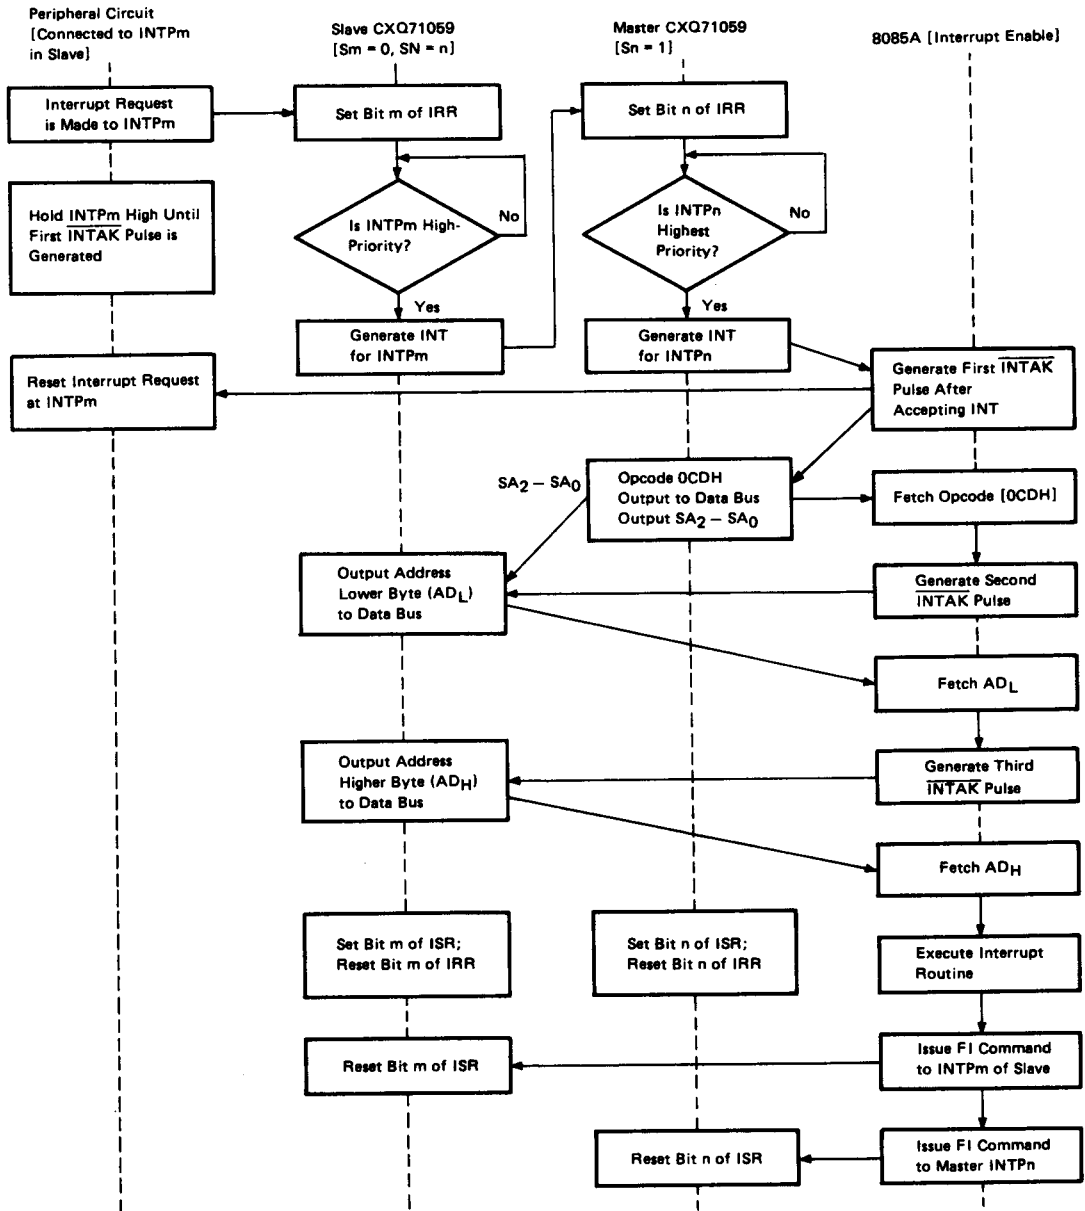 Peripheral Circuit
[Connected to INTPm
in Slave]
Slave CXQ71059
[Sm = 0, SN = n]
Master CXQ71059
[Sn = 1]
8085A [Interrupt Enable]
Interrupt Request
is Made to INTPm
Set Bit m of IRR
Set Bit n of IRR
Hold INTPm High Until
First INTAK Pulse is
Generated
Is INTPm High-
Priority?
No
Yes
Is INTPn
Highest
Priority?
No
Yes
Generate INT
for INTPm
Generate INT
for INTPn
Reset Interrupt Request
at INTPm
Generate First INTAK
Pulse After
Accepting INT
SA2 – SA0
Opcode 0CDH
Output to Data Bus
Output SA2 – SA0
Fetch Opcode [0CDH]
Output Address
Lower Byte (ADL)
to Data Bus
Generate Second
INTAK Pulse
Fetch ADL
Output Address
Higher Byte (ADH)
to Data Bus
Generate Third
INTAK Pulse
Fetch ADH
Set Bit m of ISR;
Reset Bit m of IRR
Set Bit n of ISR;
Reset Bit n of IRR
Execute Interrupt
Routine
Reset Bit m of ISR
Issue FI Command
to INTPm of Slave
Reset Bit n of ISR
Issue FI Command
to Master INTPn